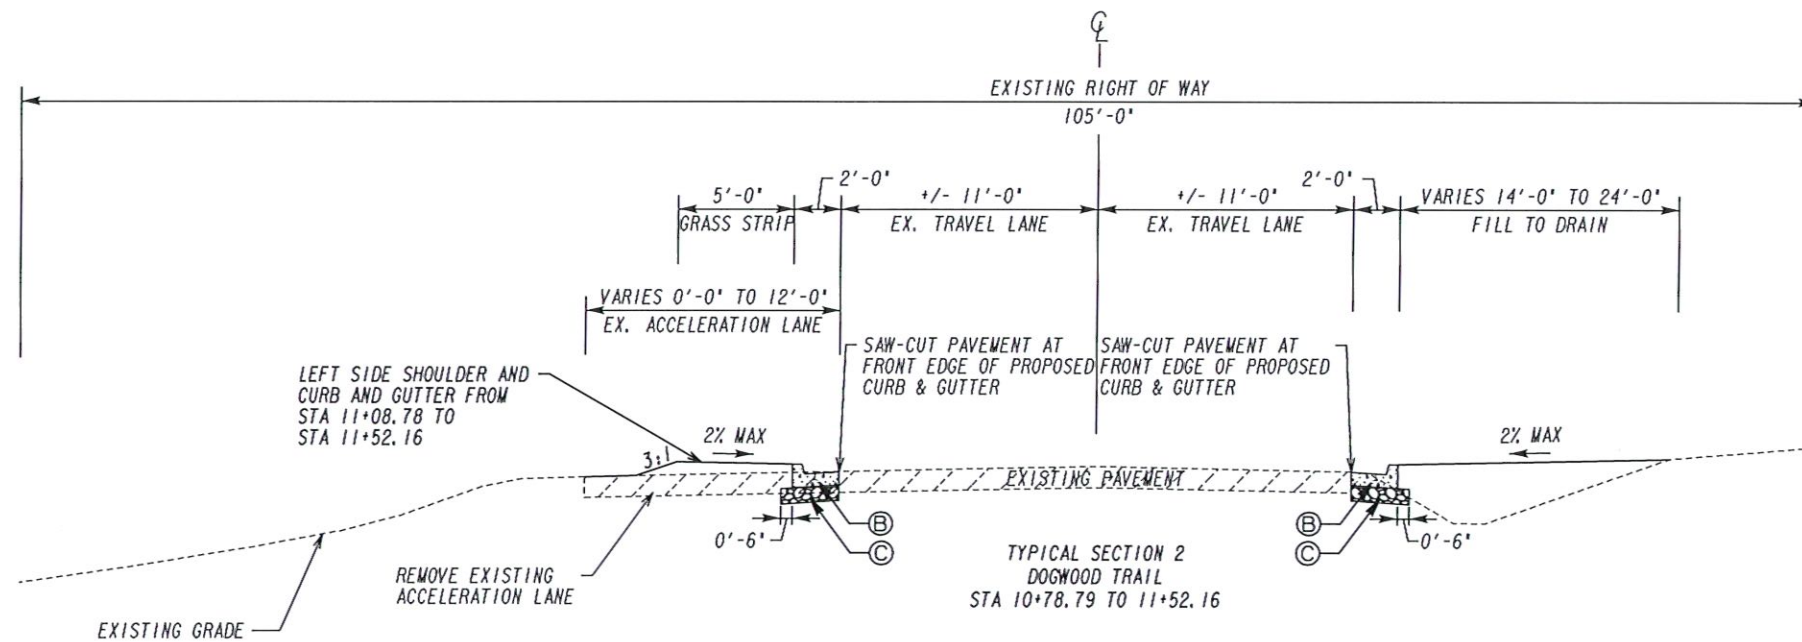 ℄
EXISTING RIGHT OF WAY
105'-0"
5'-0"
GRASS STRIP
2'-0"
+/- 11'-0"
EX. TRAVEL LANE
+/- 11'-0"
EX. TRAVEL LANE
2'-0"
VARIES 14'-0" TO 24'-0"
FILL TO DRAIN
VARIES 0'-0" TO 12'-0"
EX. ACCELERATION LANE
SAW-CUT PAVEMENT AT
FRONT EDGE OF PROPOSED
CURB & GUTTER
SAW-CUT PAVEMENT AT
FRONT EDGE OF PROPOSED
CURB & GUTTER
LEFT SIDE SHOULDER AND
CURB AND GUTTER FROM
STA 11+08.78 TO
STA 11+52.16
3:1
2% MAX
2% MAX
EXISTING PAVEMENT
B
C
0'-6"
B
C
0'-6"
REMOVE EXISTING
ACCELERATION LANE
EXISTING GRADE
TYPICAL SECTION 2
DOGWOOD TRAIL
STA 10+78.79 TO 11+52.16